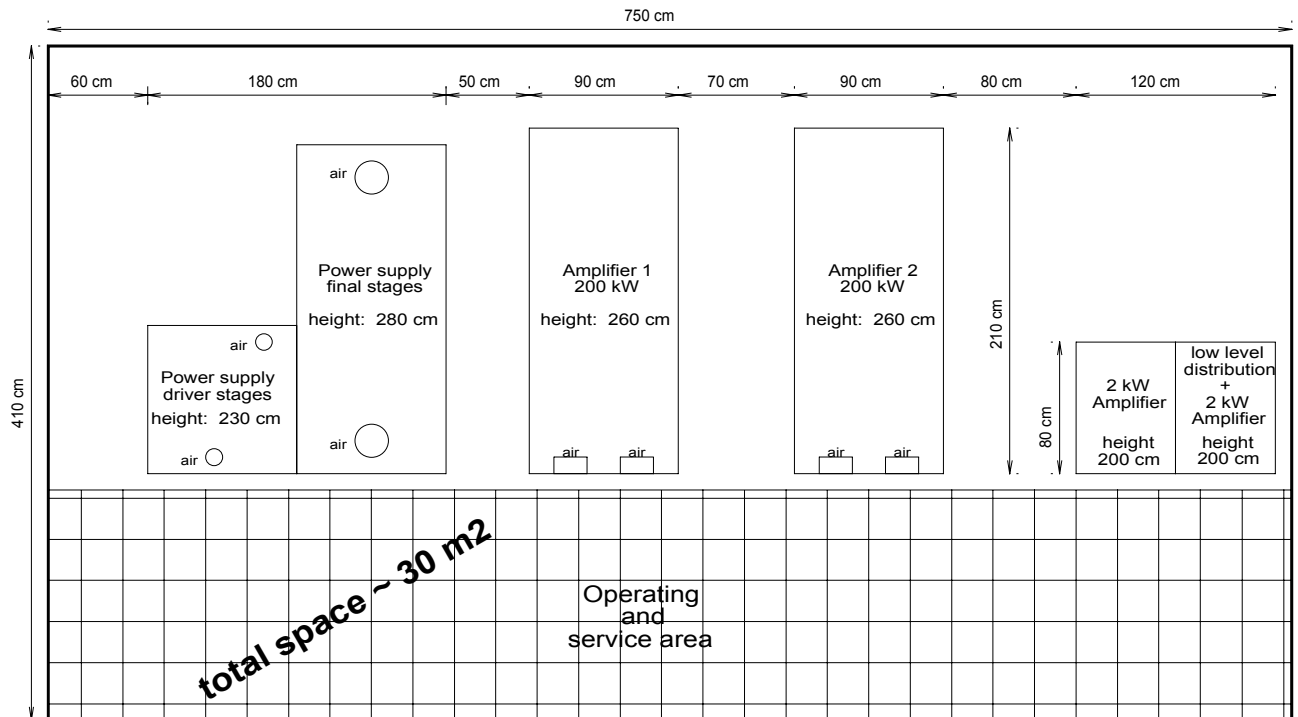 750 cm
60 cm
180 cm
50 cm
90 cm
70 cm
90 cm
80 cm
120 cm
410 cm
air
Power supply
final stages
height: 280 cm
air
air
Power supply
driver stages
height: 230 cm
air
Amplifier 1
200 kW
height: 260 cm
air
air
Amplifier 2
200 kW
height: 260 cm
air
air
210 cm
80 cm
2 kW
Amplifier
height
200 cm
low level
distribution
+
2 kW
Amplifier
height
200 cm
total space ~ 30 m2
Operating
and
service area